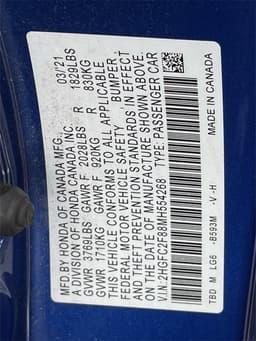 MFD. BY HONDA OF CANADA MFG., 03/21
A DIVISION OF HONDA CANADA INC.
GVWR 3769LBS GAWR F 2028LBS R 1829LBS
GVWR 1710KG GAWR F 920KG R 830KG
THIS VEHICLE CONFORMS TO ALL APPLICABLE
FEDERAL MOTOR VEHICLE SAFETY, BUMPER,
AND THEFT PREVENTION STANDARDS IN EFFECT
ON THE DATE OF MANUFACTURE SHOWN ABOVE.
V.I.N: 2HGFC2F88MH554268 TYPE: PASSENGER CAR
TBD M LG6 -B593M -V -H
MADE IN CANADA